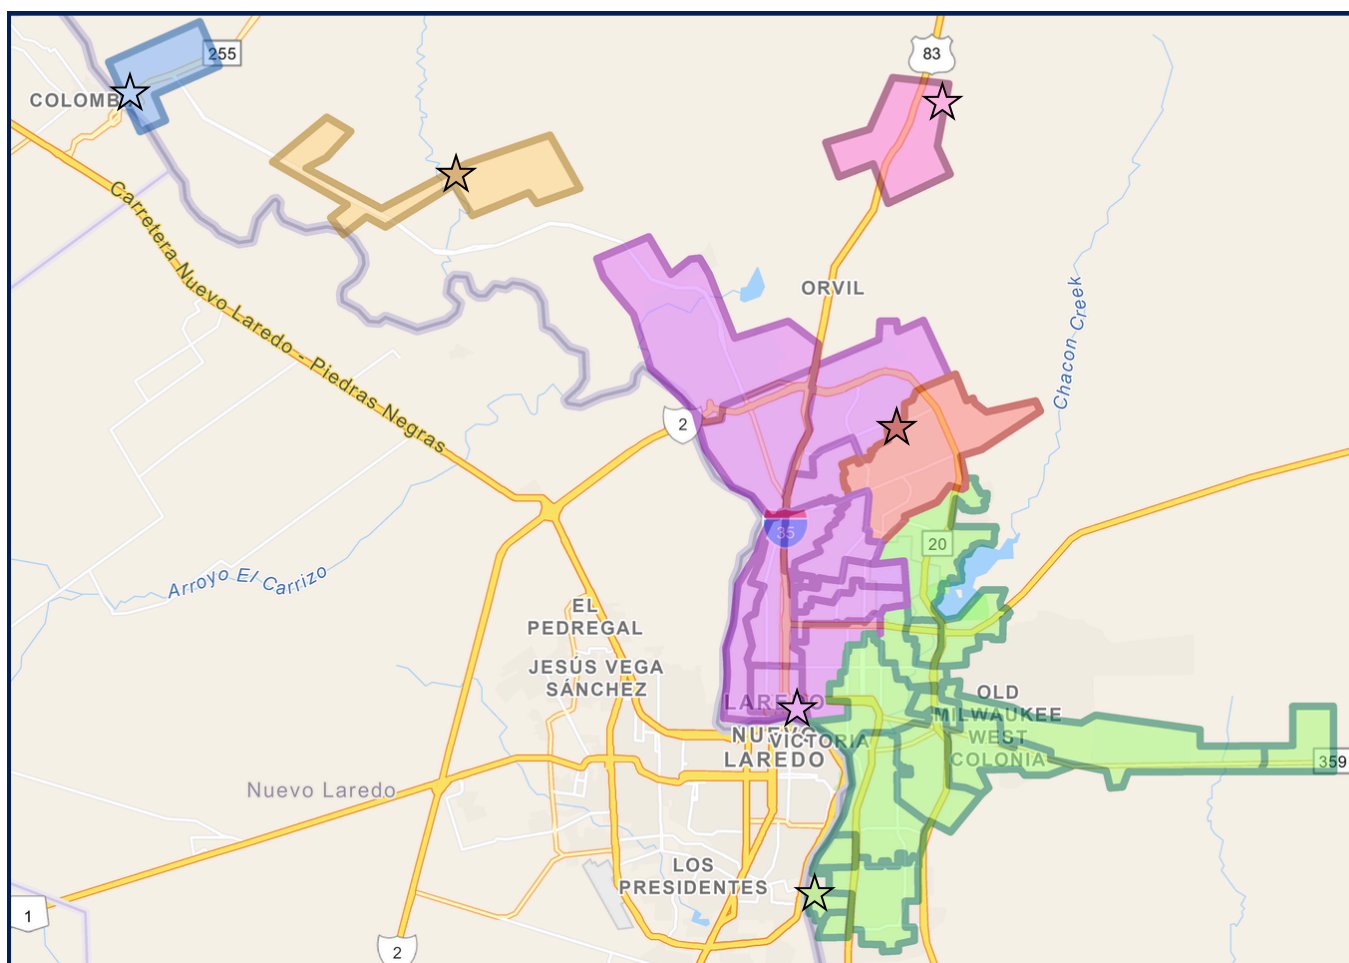 83
255
COLOMB
Carretera Nuevo Laredo - Piedras Negras
ORVIL
Chacon Creek
2
35
20
Arroyo El Carrizo
EL
PEDREGAL
JESÚS VEGA
SÁNCHEZ
LAREDO
NUEVO
LAREDO
VICTORIA
OLD
MILWAUKEE
WEST
COLONIA
359
Nuevo Laredo
LOS
PRESIDENTES
1
2